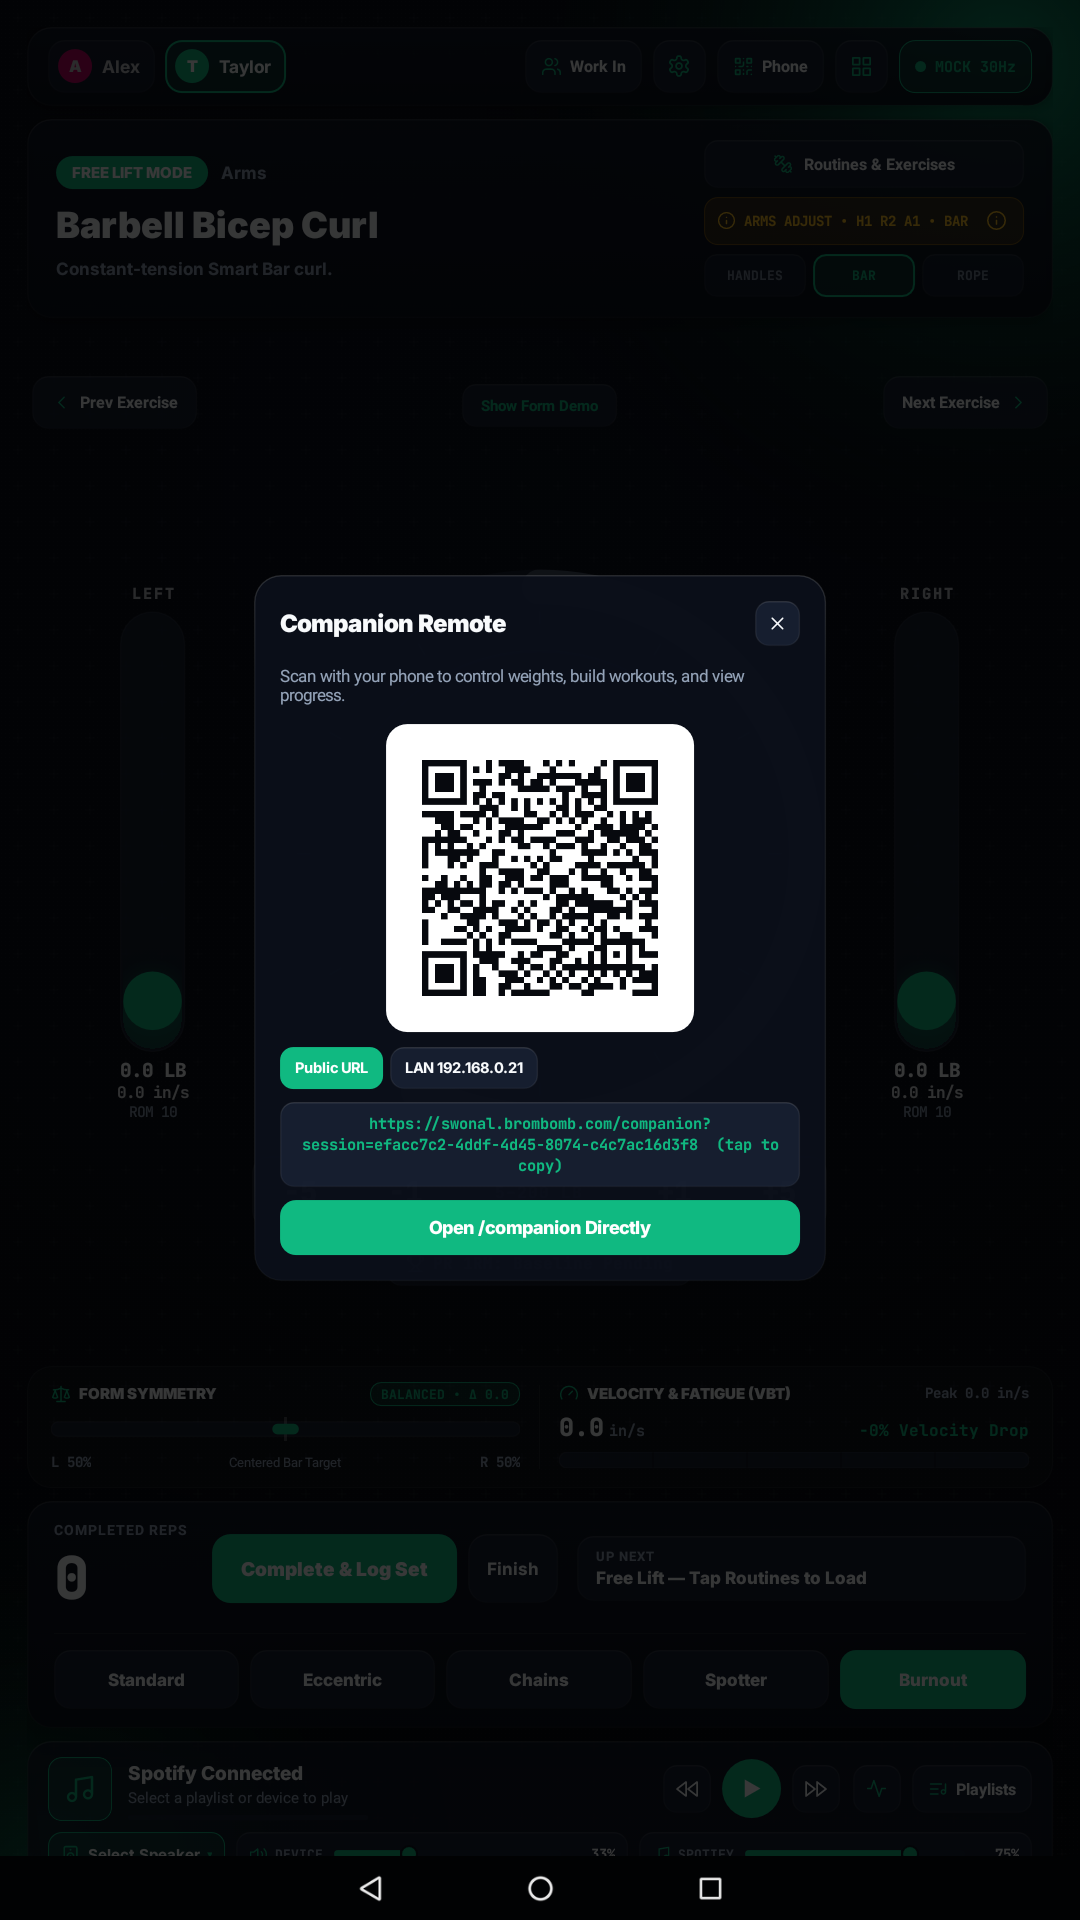 A Alex
T Taylor
Work In
Phone
MOCK 30Hz
FREE LIFT MODE
Arms
Routines & Exercises
Barbell Bicep Curl
ARMS ADJUST • H1 R2 A1 • BAR
Constant-tension Smart Bar curl.
HANDLES
BAR
ROPE
Prev Exercise
Show Form Demo
Next Exercise
LEFT
RIGHT
Companion Remote
Scan with your phone to control weights, build workouts, and view
progress.
0.0 LB
0.0 in/s
ROM 10
0.0 LB
0.0 in/s
ROM 10
Public URL
LAN 192.168.0.21
https://swonal.brombomb.com/companion?
session=efacc7c2-4ddf-4d45-8074-c4c7ac16d3f8 (tap to
copy)
Open /companion Directly
FORM SYMMETRY
BALANCED • Δ 0.0
L 50%
Centered Bar Target
R 50%
VELOCITY & FATIGUE (VBT)
Peak 0.0 in/s
0.0 in/s
-0% Velocity Drop
COMPLETED REPS
0
Complete & Log Set
Finish
UP NEXT
Free Lift — Tap Routines to Load
Standard
Eccentric
Chains
Spotter
Burnout
Spotify Connected
Select a playlist or device to play
Playlists
Select Speaker
DEVICE
33%
SPOTIFY
75%